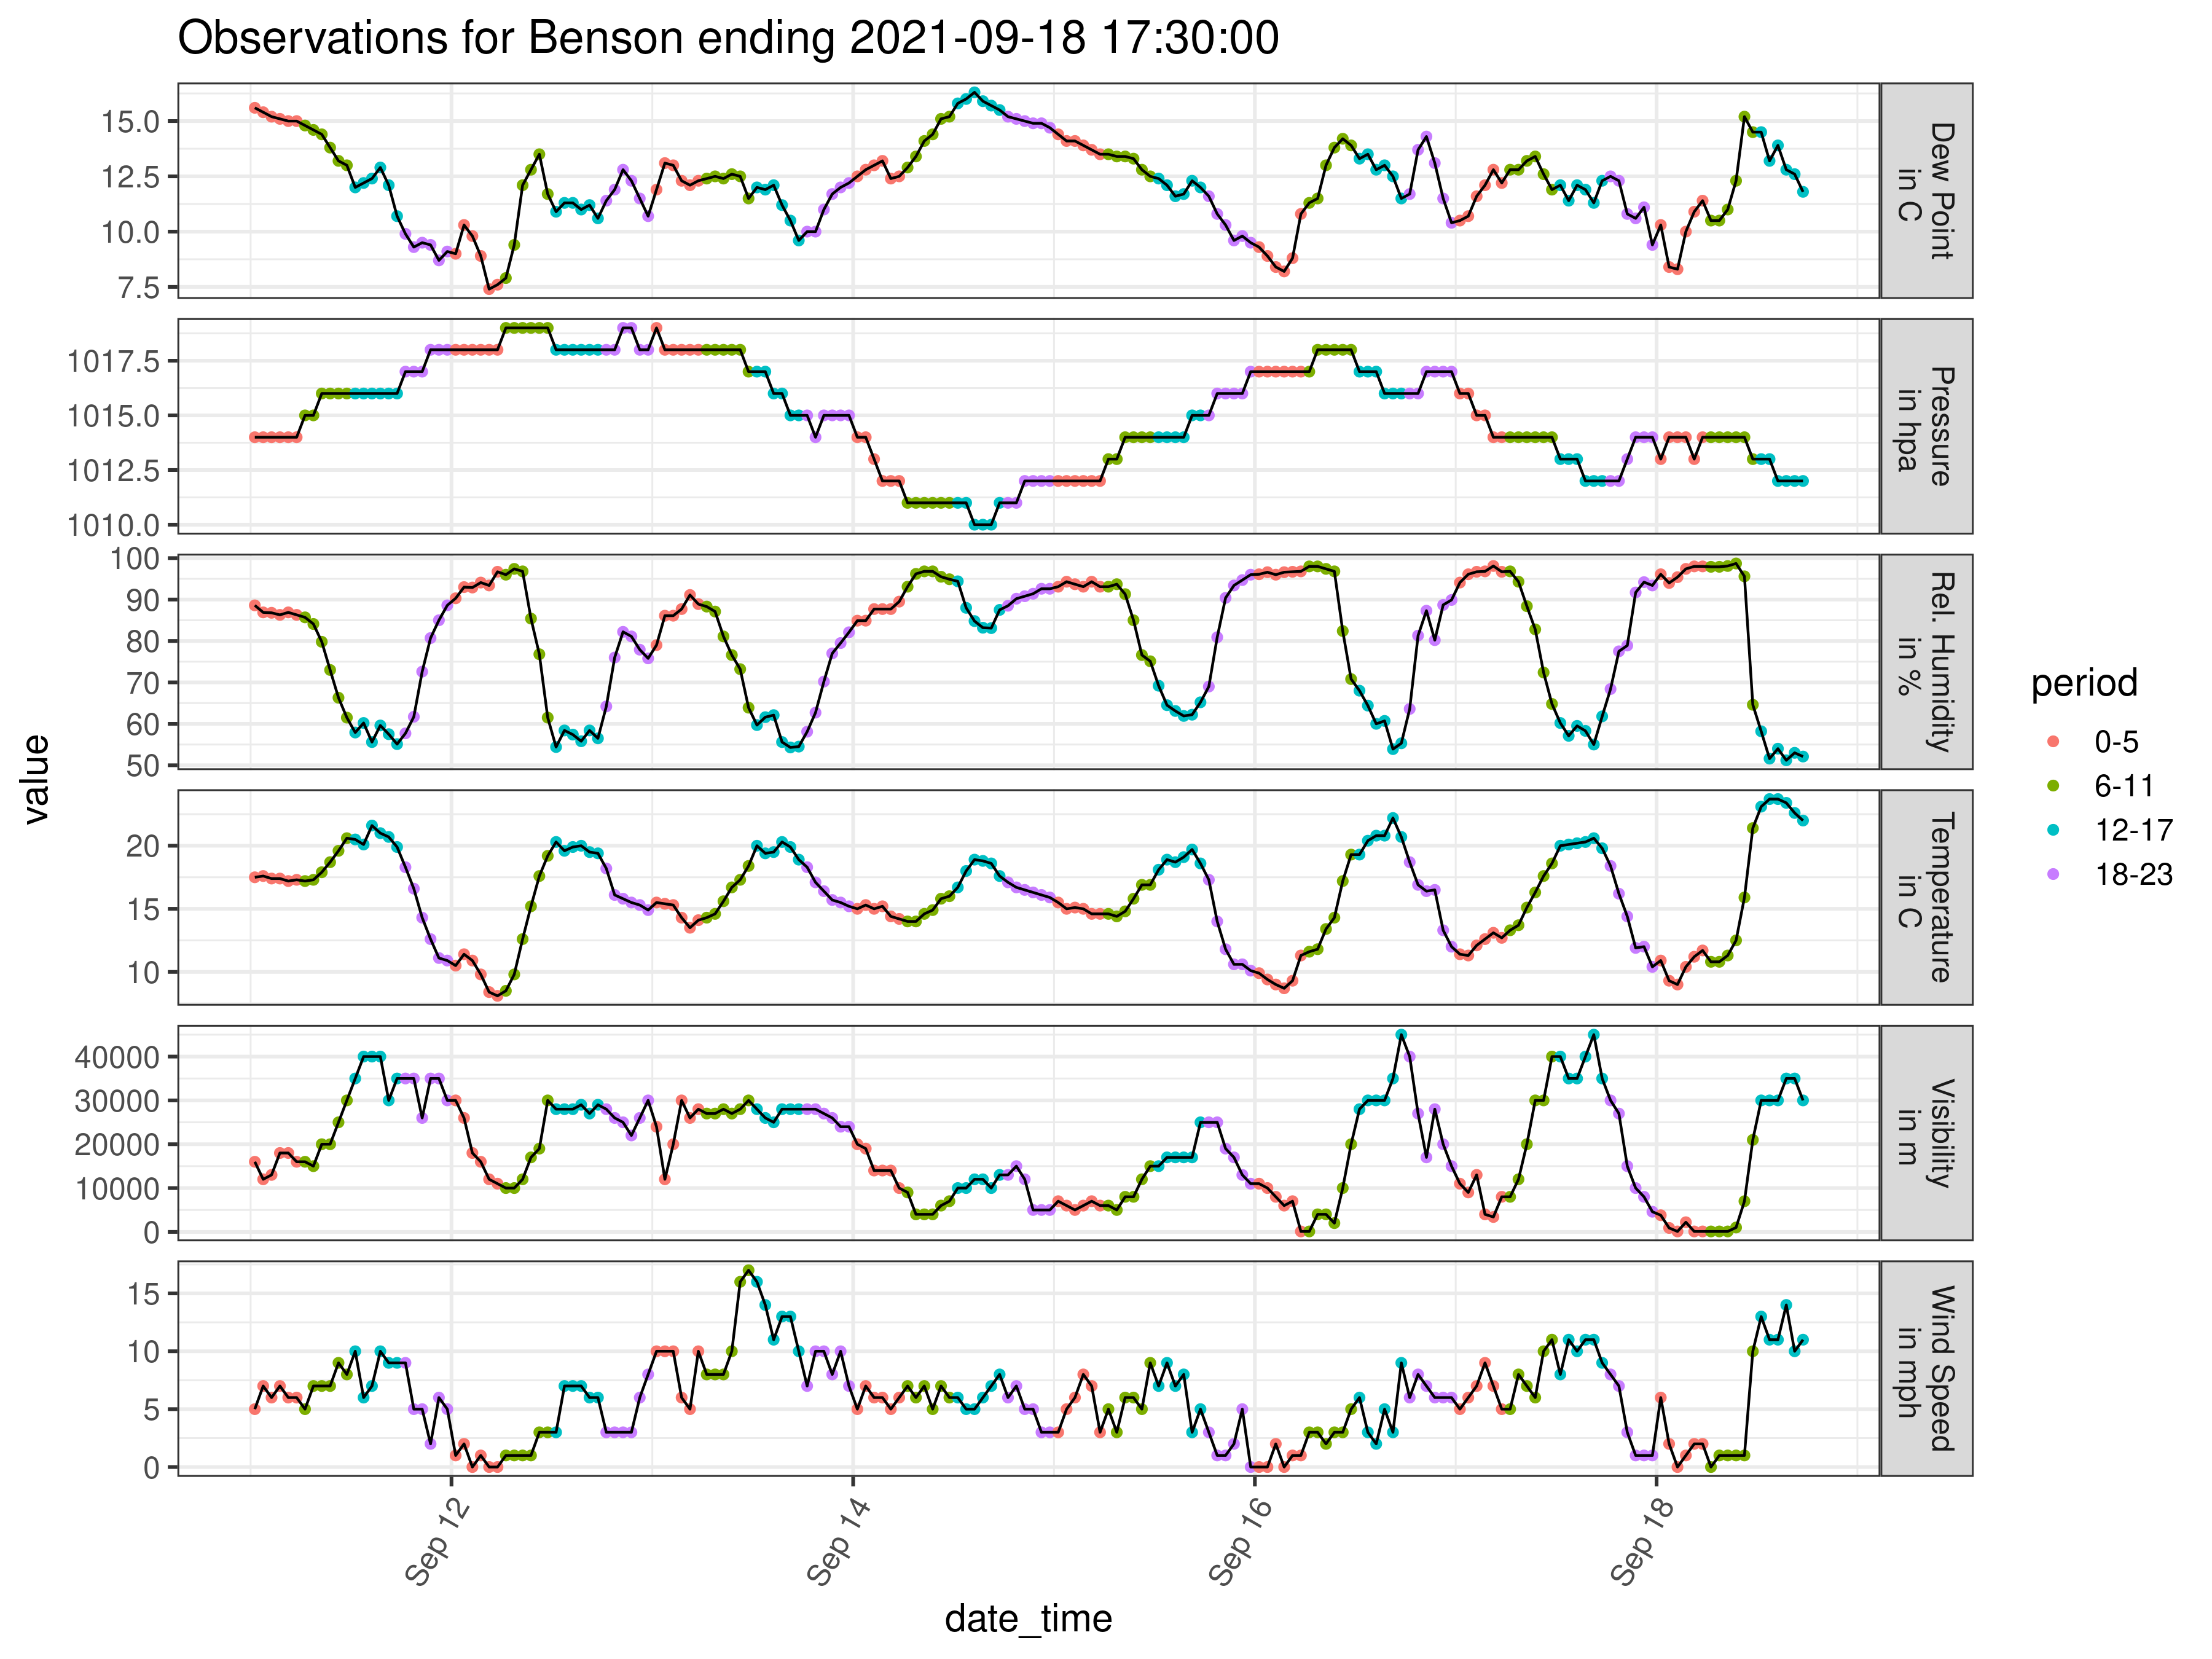 Observations for Benson ending 2021-09-18 17:30:00
value
15.0
12.5
10.0
7.5
Dew Point
in C
1017.5
1015.0
1012.5
1010.0
Pressure
in hpa
100
90
80
70
60
50
Rel. Humidity
in %
20
15
10
Temperature
in C
40000
30000
20000
10000
0
Visibility
in m
15
10
5
0
Wind Speed
in mph
Sep 12
Sep 14
Sep 16
Sep 18
date_time
period
0-5
6-11
12-17
18-23